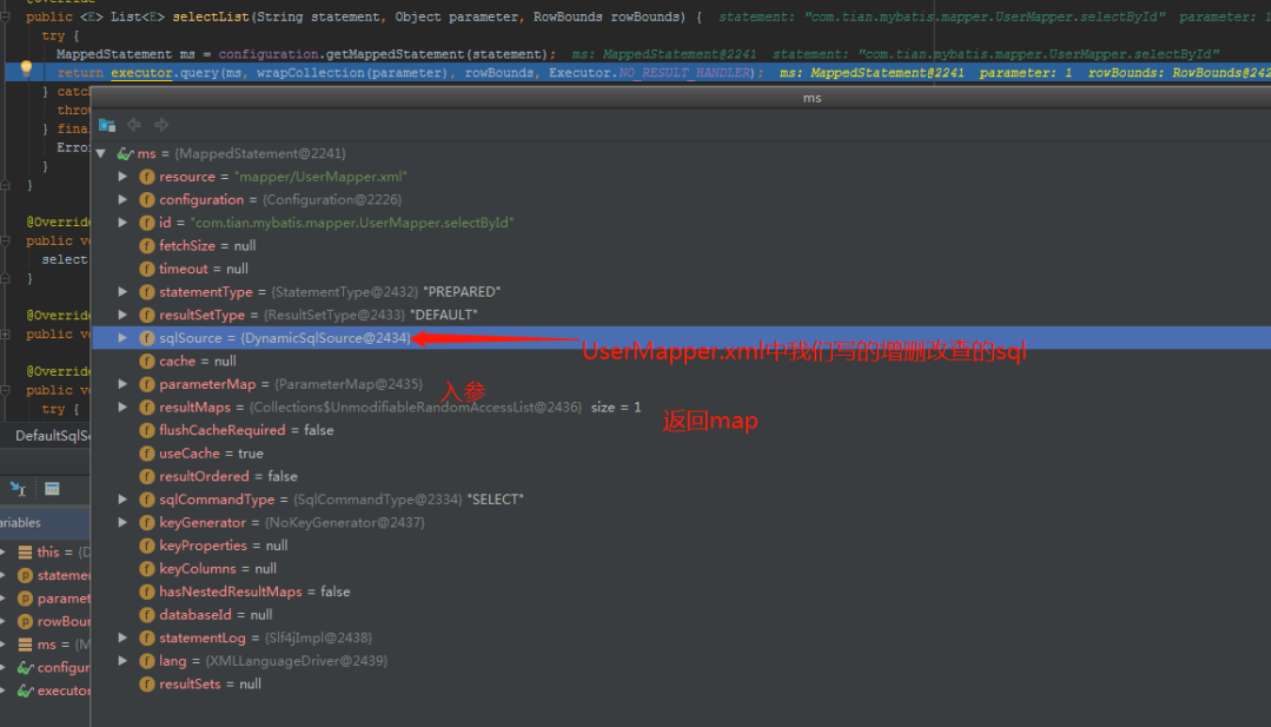 @Override
public <E> List<E> selectList(String statement, Object parameter, RowBounds rowBounds) { statement: "com.tian.mybatis.mapper.UserMapper.selectById" parameter: 1
try {
MappedStatement ms = configuration.getMappedStatement(statement); ms: MappedStatement@2241 statement: "com.tian.mybatis.mapper.UserMapper.selectById"
return executor.query(ms, wrapCollection(parameter), rowBounds, Executor.NO_RESULT_HANDLER); ms: MappedStatement@2241 parameter: 1 rowBounds: RowBounds@242
} catc
ms
thro
} fina
Erro
}
}
@Override
public vo
select
}
@Override
public vo
@Override
public vo
try {
DefaultSqlSe
ariables
this = {D
stateme
paramet
rowBoun
ms = {M
configur
executor
ms = {MappedStatement@2241}
resource = "mapper/UserMapper.xml"
configuration = {Configuration@2226}
id = "com.tian.mybatis.mapper.UserMapper.selectById"
fetchSize = null
timeout = null
statementType = {StatementType@2432} "PREPARED"
resultSetType = {ResultSetType@2433} "DEFAULT"
sqlSource = {DynamicSqlSource@2434}
UserMapper.xml中我们写的增删改查的sql
cache = null
parameterMap = {ParameterMap@2435}
入参
resultMaps = {Collections$UnmodifiableRandomAccessList@2436} size = 1
返回map
flushCacheRequired = false
useCache = true
resultOrdered = false
sqlCommandType = {SqlCommandType@2334} "SELECT"
keyGenerator = {NoKeyGenerator@2437}
keyProperties = null
keyColumns = null
hasNestedResultMaps = false
databaseId = null
statementLog = {Slf4jImpl@2438}
lang = {XMLLanguageDriver@2439}
resultSets = null